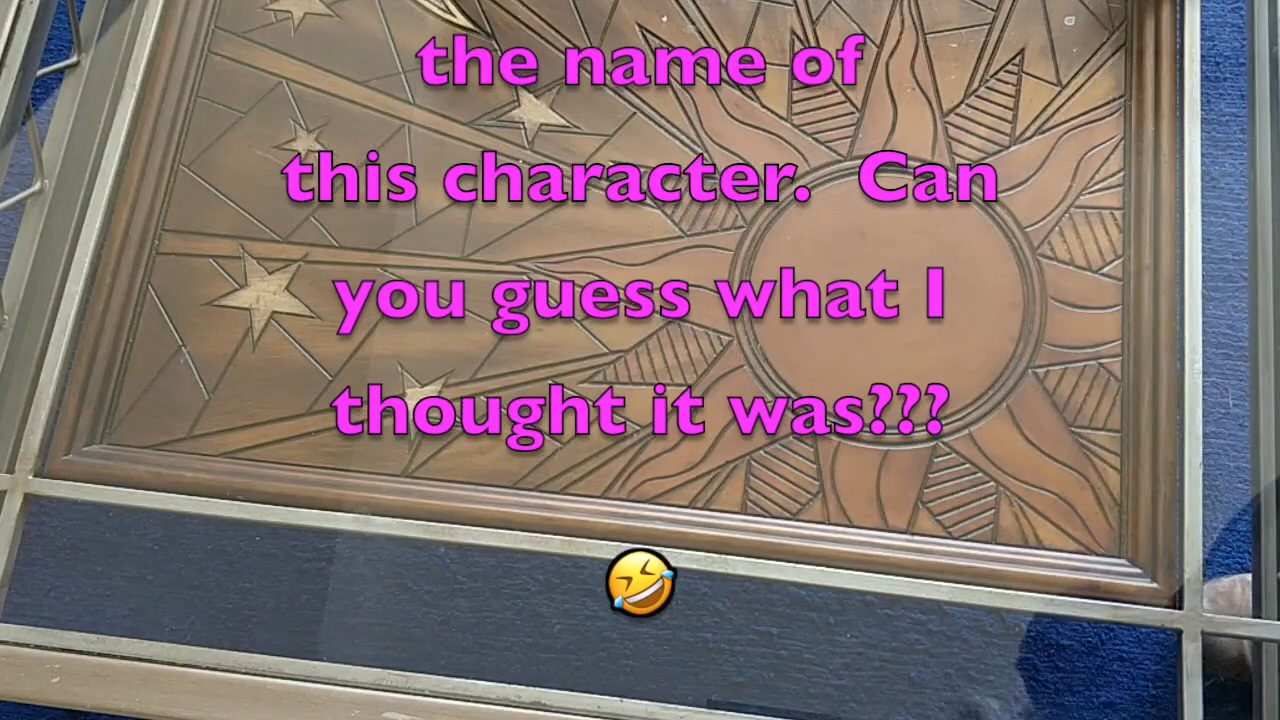 the name of
this character. Can
you guess what I
thought it was???
🤣